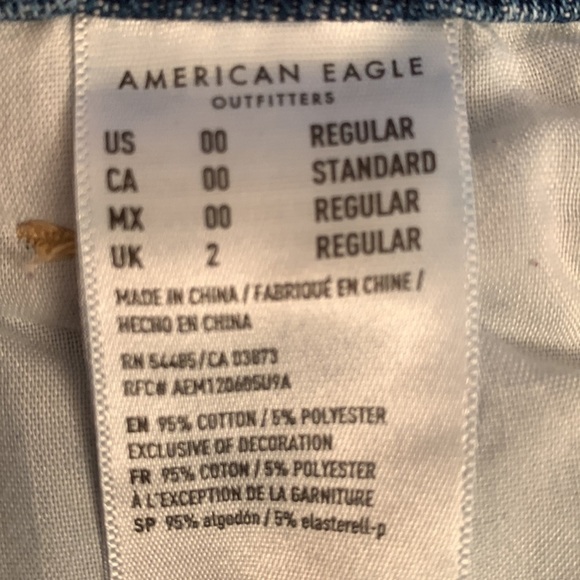 AMERICAN EAGLE
OUTFITTERS
US 00 REGULAR
CA 00 STANDARD
MX 00 REGULAR
UK 2 REGULAR
MADE IN CHINA / FABRIQUÉ EN CHINE /
HECHO EN CHINA
RN 54485/CA 03873
RFC# AEM120605U9A
EN 95% COTTON / 5% POLYESTER
EXCLUSIVE OF DECORATION
FR 95% COTON / 5% POLYESTER
À L'EXCEPTION DE LA GARNITURE
SP 95% algodón / 5% elasterell-p